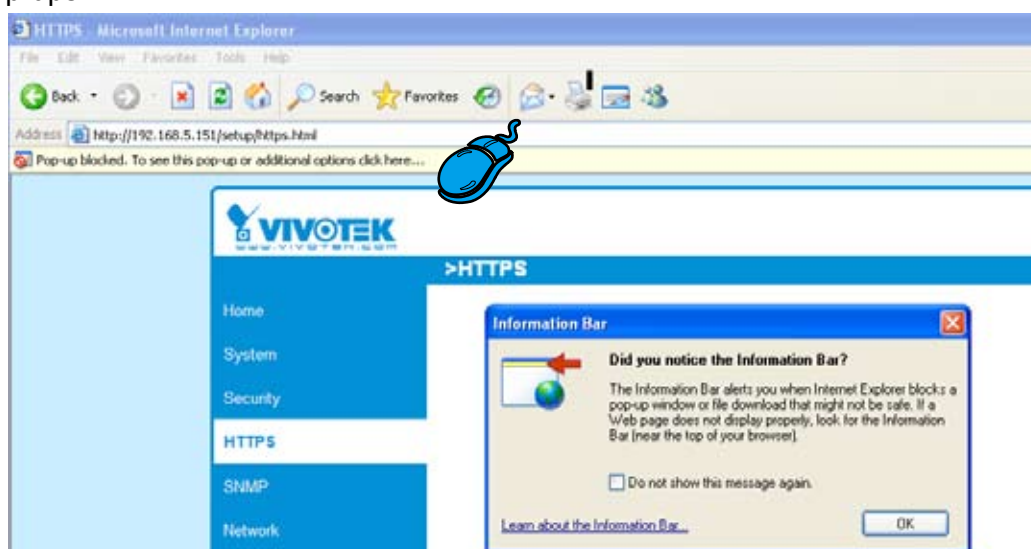 HTTPS Microsoft Internet Explorer
File Edit View Favorites Tools Help
Back Search Favorites
Address http://192.168.5.151/setup/https.html
Pop-up blocked. To see this pop-up or additional options click here...
VIVOTEK
www.vivotek.com
>HTTPS
Home
System
Security
HTTPS
SNMP
Network
Information Bar
Did you notice the Information Bar?
The Information Bar alerts you when Internet Explorer blocks a
pop-up window or file download that might not be safe. If a
Web page does not display properly, look for the Information
Bar (near the top of your browser).
Do not show this message again.
Learn about the Information Bar...
OK